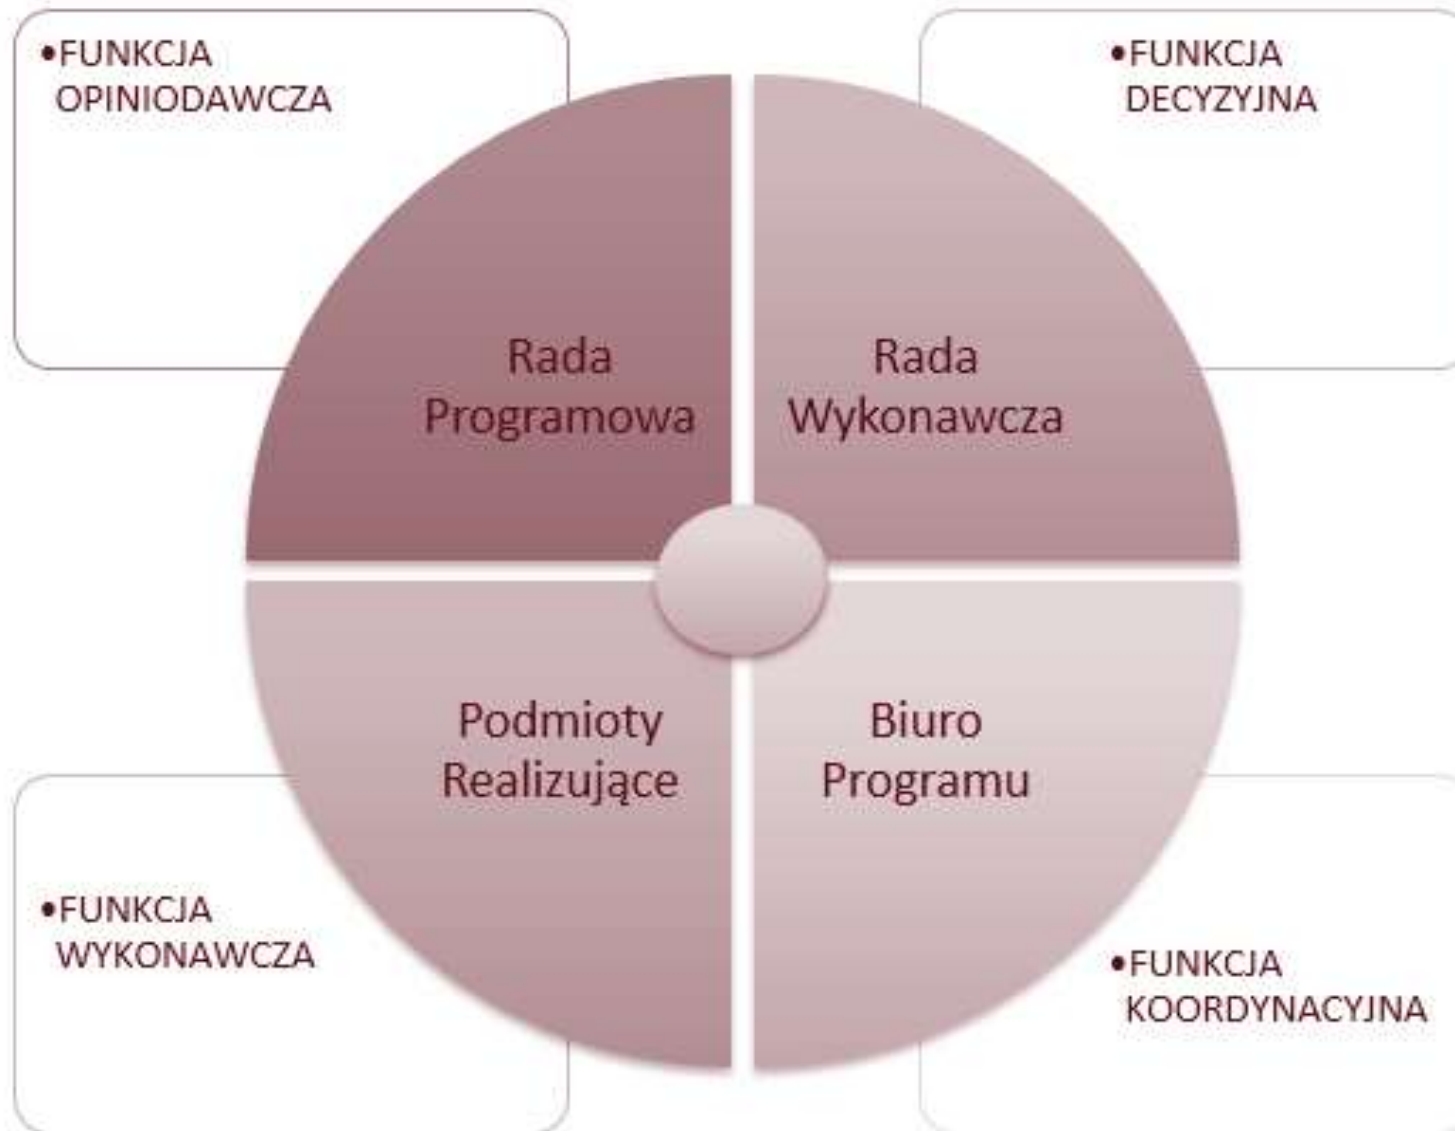 •FUNKCJA
OPINIODAWCZA
•FUNKCJA
DECYZYJNA
Rada
Programowa
Rada
Wykonawcza
Podmioty
Realizujące
Biuro
Programu
•FUNKCJA
WYKONAWCZA
•FUNKCJA
KOORDYNACYJNA